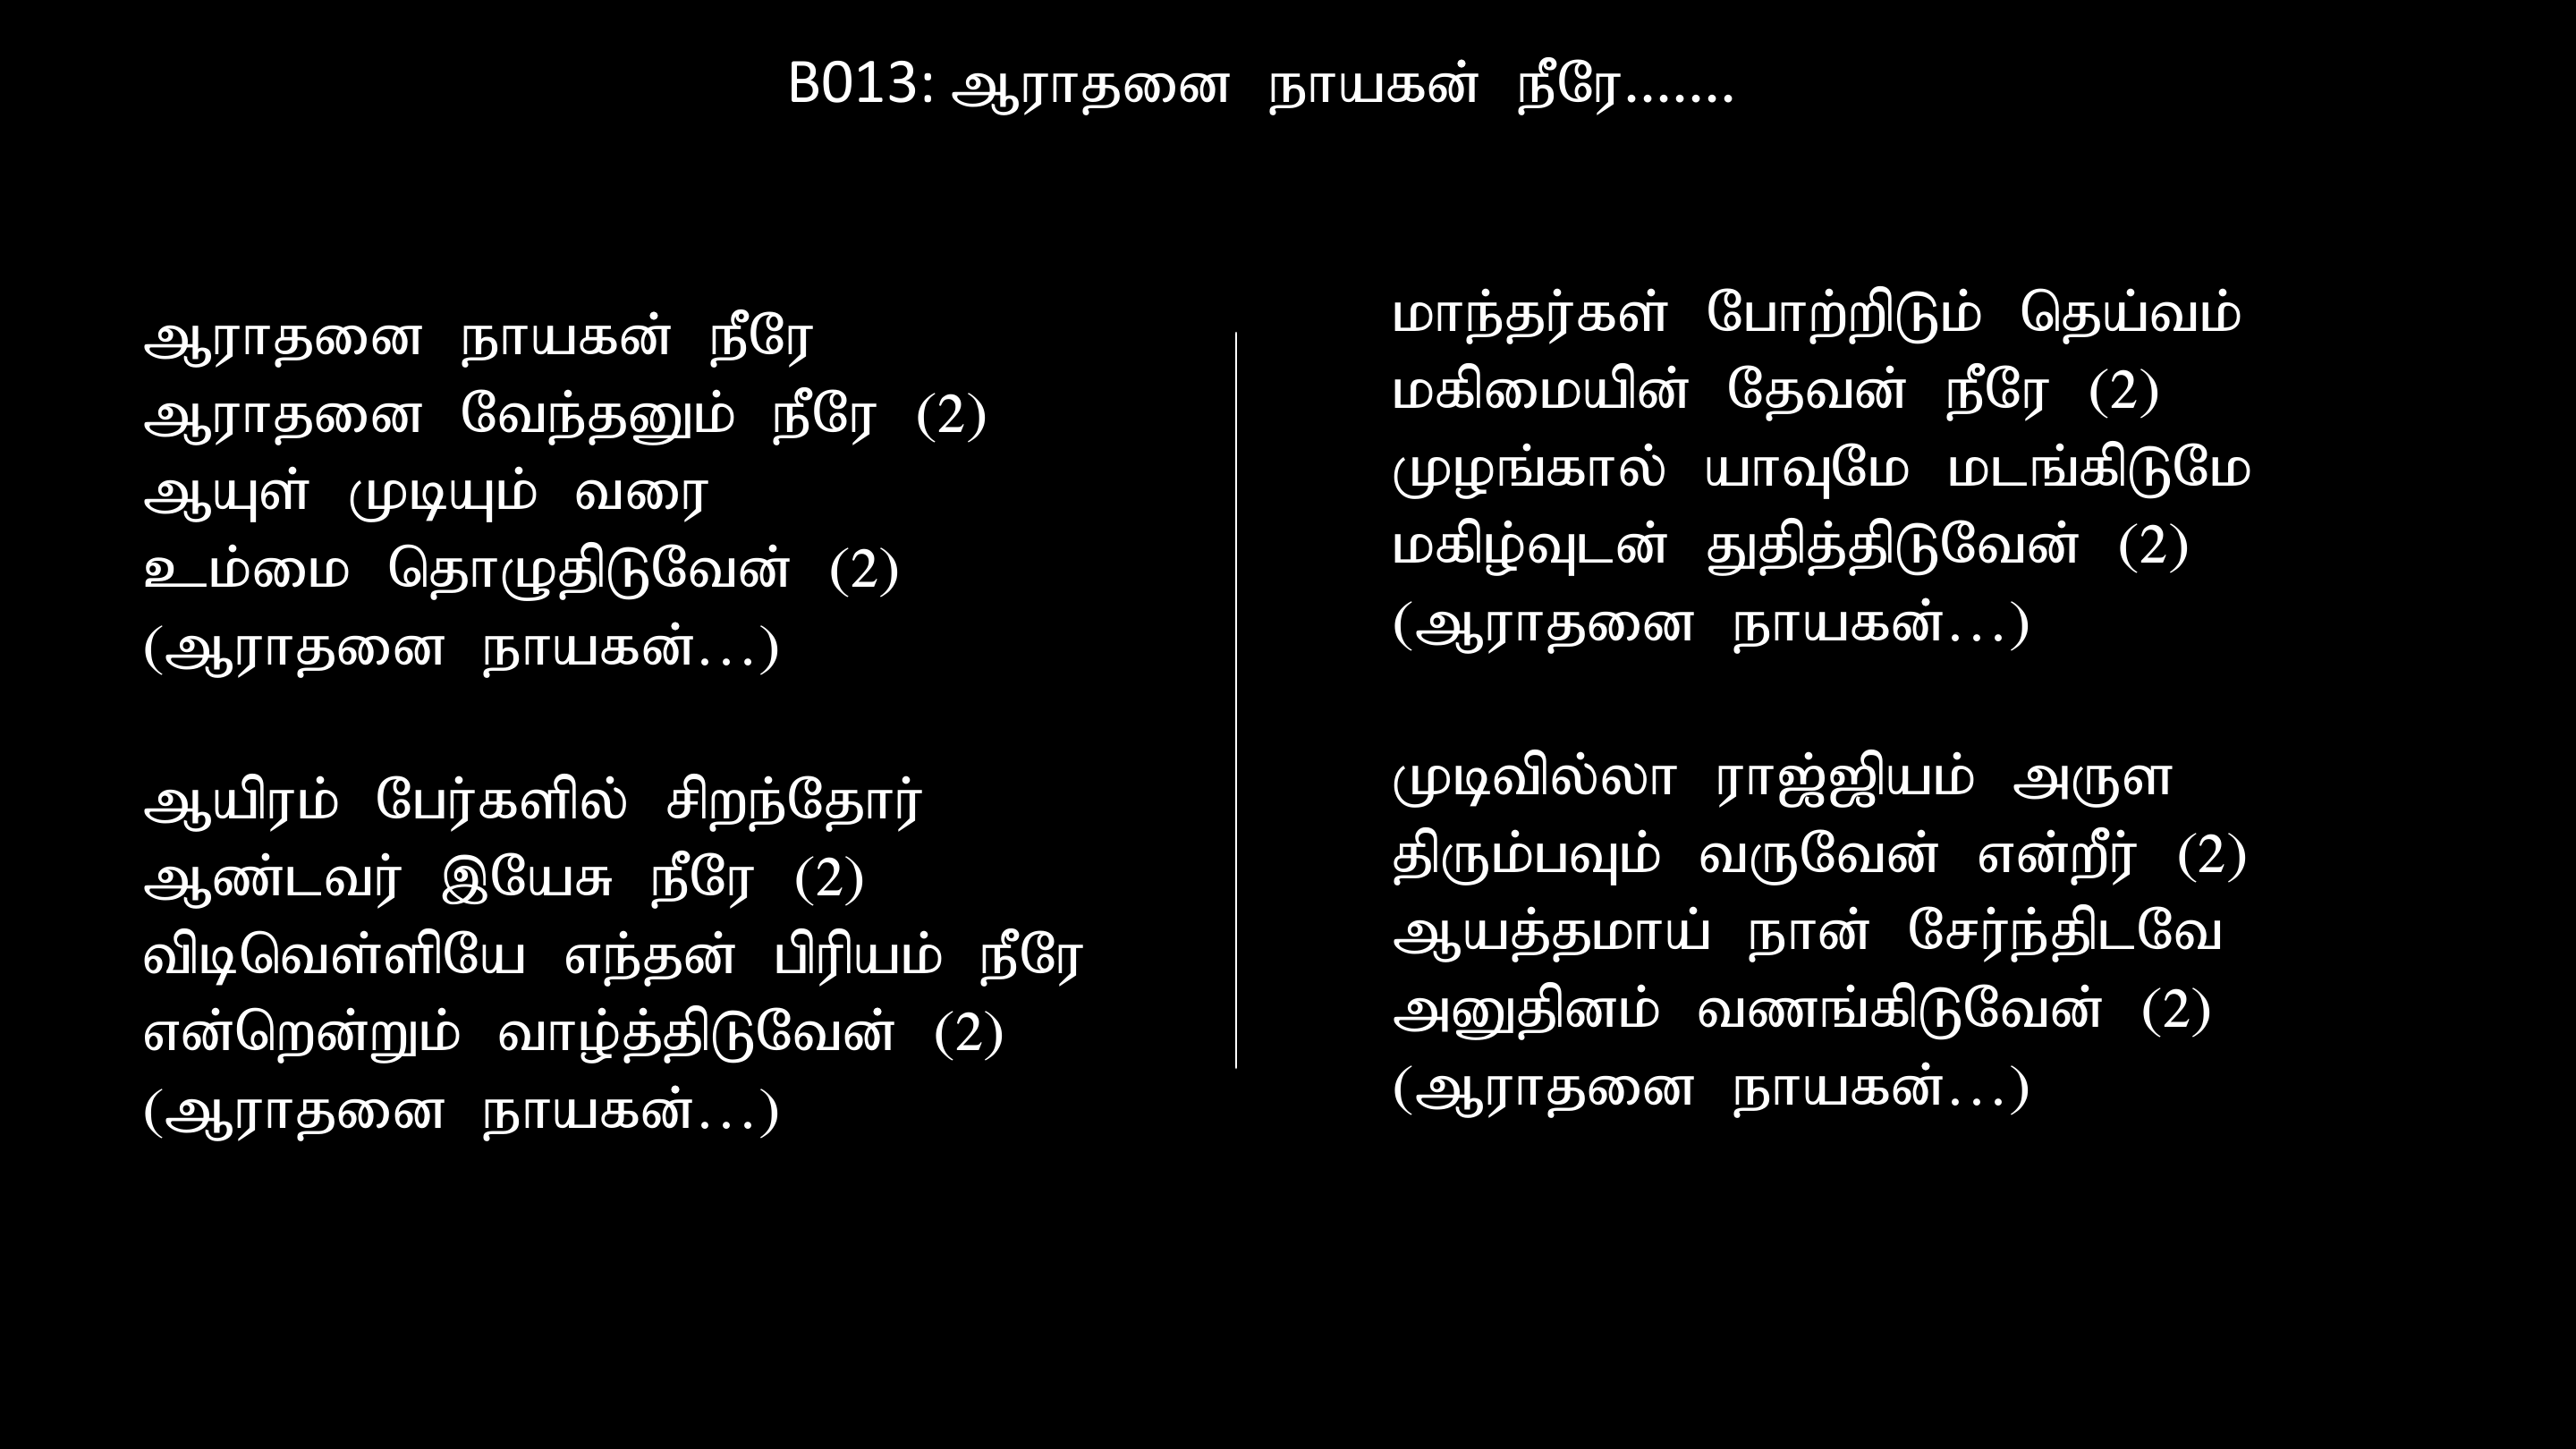 B013: ஆராதனை நாயகன் நீரே.......
ஆராதனை நாயகன் நீரே
ஆராதனை வேந்தனும் நீரே (2)
ஆயுள் முடியும் வரை
உம்மை தொழுதிடுவேன் (2)
(ஆராதனை நாயகன்...)
ஆயிரம் பேர்களில் சிறந்தோர்
ஆண்டவர் இயேசு நீரே (2)
விடிவெள்ளியே எந்தன் பிரியம் நீரே
என்றென்றும் வாழ்த்திடுவேன் (2)
(ஆராதனை நாயகன்...)
மாந்தர்கள் போற்றிடும் தெய்வம்
மகிமையின் தேவன் நீரே (2)
முழங்கால் யாவுமே மடங்கிடுமே
மகிழ்வுடன் துதித்திடுவேன் (2)
(ஆராதனை நாயகன்...)
முடிவில்லா ராஜ்ஜியம் அருள
திரும்பவும் வருவேன் என்றீர் (2)
ஆயத்தமாய் நான் சேர்ந்திடவே
அனுதினம் வணங்கிடுவேன் (2)
(ஆராதனை நாயகன்...)